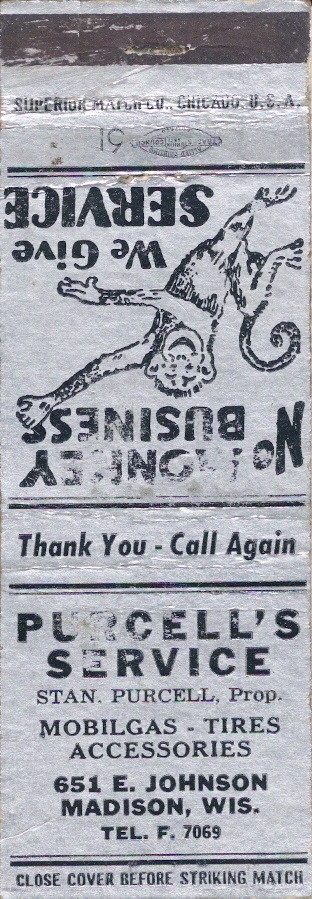 SUPERIOR MATCH CO., CHICAGO, U.S.A.
No MONKEY
BUSINESS
We Give
SERVICE
Thank You - Call Again
PURCELL'S
SERVICE
STAN. PURCELL, Prop.
MOBILGAS - TIRES
ACCESSORIES
651 E. JOHNSON
MADISON, WIS.
TEL. F. 7069
CLOSE COVER BEFORE STRIKING MATCH